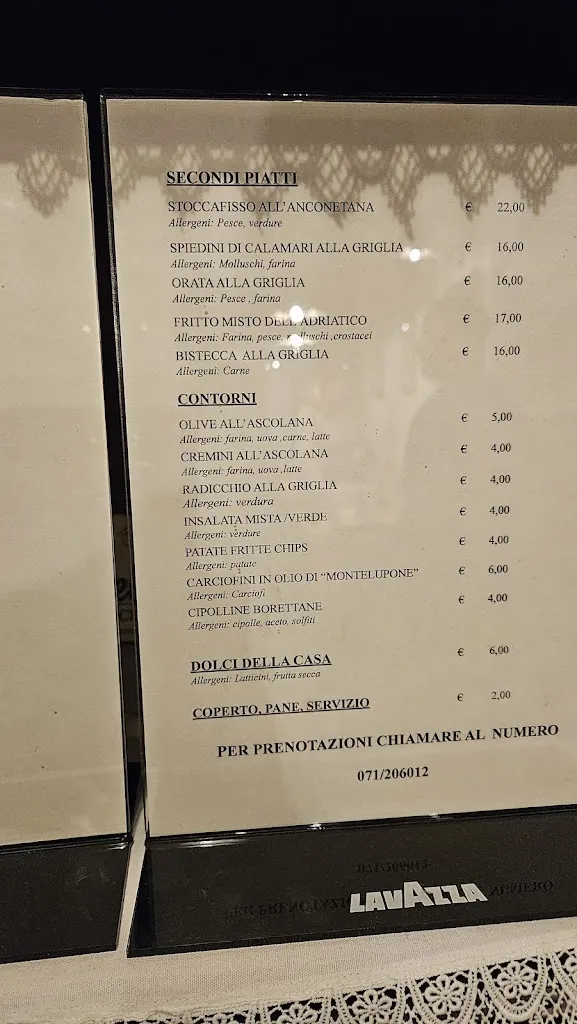 SECONDI PIATTI
STOCCAFISSO ALL'ANCONETANA € 22,00
Allergeni: Pesce, verdure
SPIEDINI DI CALAMARI ALLA GRIGLIA € 16,00
Allergeni: Molluschi, farina
ORATA ALLA GRIGLIA € 16,00
Allergeni: Pesce , farina
FRITTO MISTO DELL'ADRIATICO € 17,00
Allergeni: Farina, pesce, molluschi ,crostacei
BISTECCA ALLA GRIGLIA € 16,00
Allergeni: Carne
CONTORNI
OLIVE ALL'ASCOLANA € 5,00
Allergeni: farina, uova ,carne, latte
CREMINI ALL'ASCOLANA € 4,00
Allergeni: farina, uova ,latte
RADICCHIO ALLA GRIGLIA € 4,00
Allergeni: verdura
INSALATA MISTA /VERDE € 4,00
Allergeni: verdure
PATATE FRITTE CHIPS € 4,00
Allergeni: patate
CARCIOFINI IN OLIO DI "MONTELUPONE" € 6,00
Allergeni: Carciofi
CIPOLLINE BORETTANE € 4,00
Allergeni: cipolle, aceto, solfiti
DOLCI DELLA CASA € 6,00
Allergeni: Latticini, frutta secca
COPERTO, PANE, SERVIZIO € 2,00
PER PRENOTAZIONI CHIAMARE AL NUMERO
071/206012
LAVAZZA